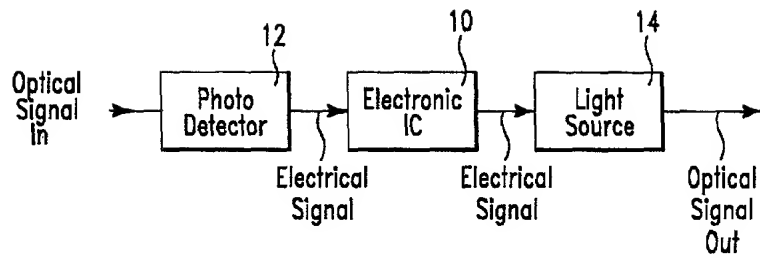 12
10
14
Optical
Signal
In
Photo
Detector
Electronic
IC
Light
Source
Electrical
Signal
Electrical
Signal
Optical
Signal
Out